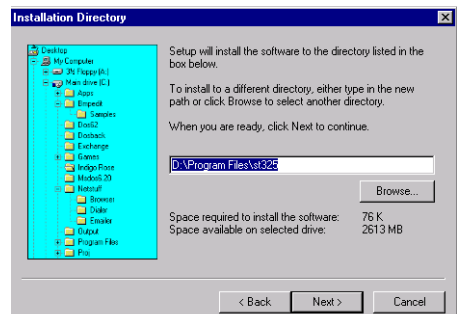 Installation Directory
Desktop
My Computer
3½ Floppy (A:)
Main drive (C:)
Apps
Bmpedit
Samples
Dos62
Dosback
Exchange
Games
Indigo Rose
Msdos6.20
Netstuff
Browser
Dialer
Emailer
Output
Program Files
Proj
Setup will install the software to the directory listed in the
box below.
To install to a different directory, either type in the new
path or click Browse to select another directory.
When you are ready, click Next to continue.
D:\Program Files\st325
Browse...
Space required to install the software: 76 K
Space available on selected drive: 2613 MB
< Back
Next >
Cancel